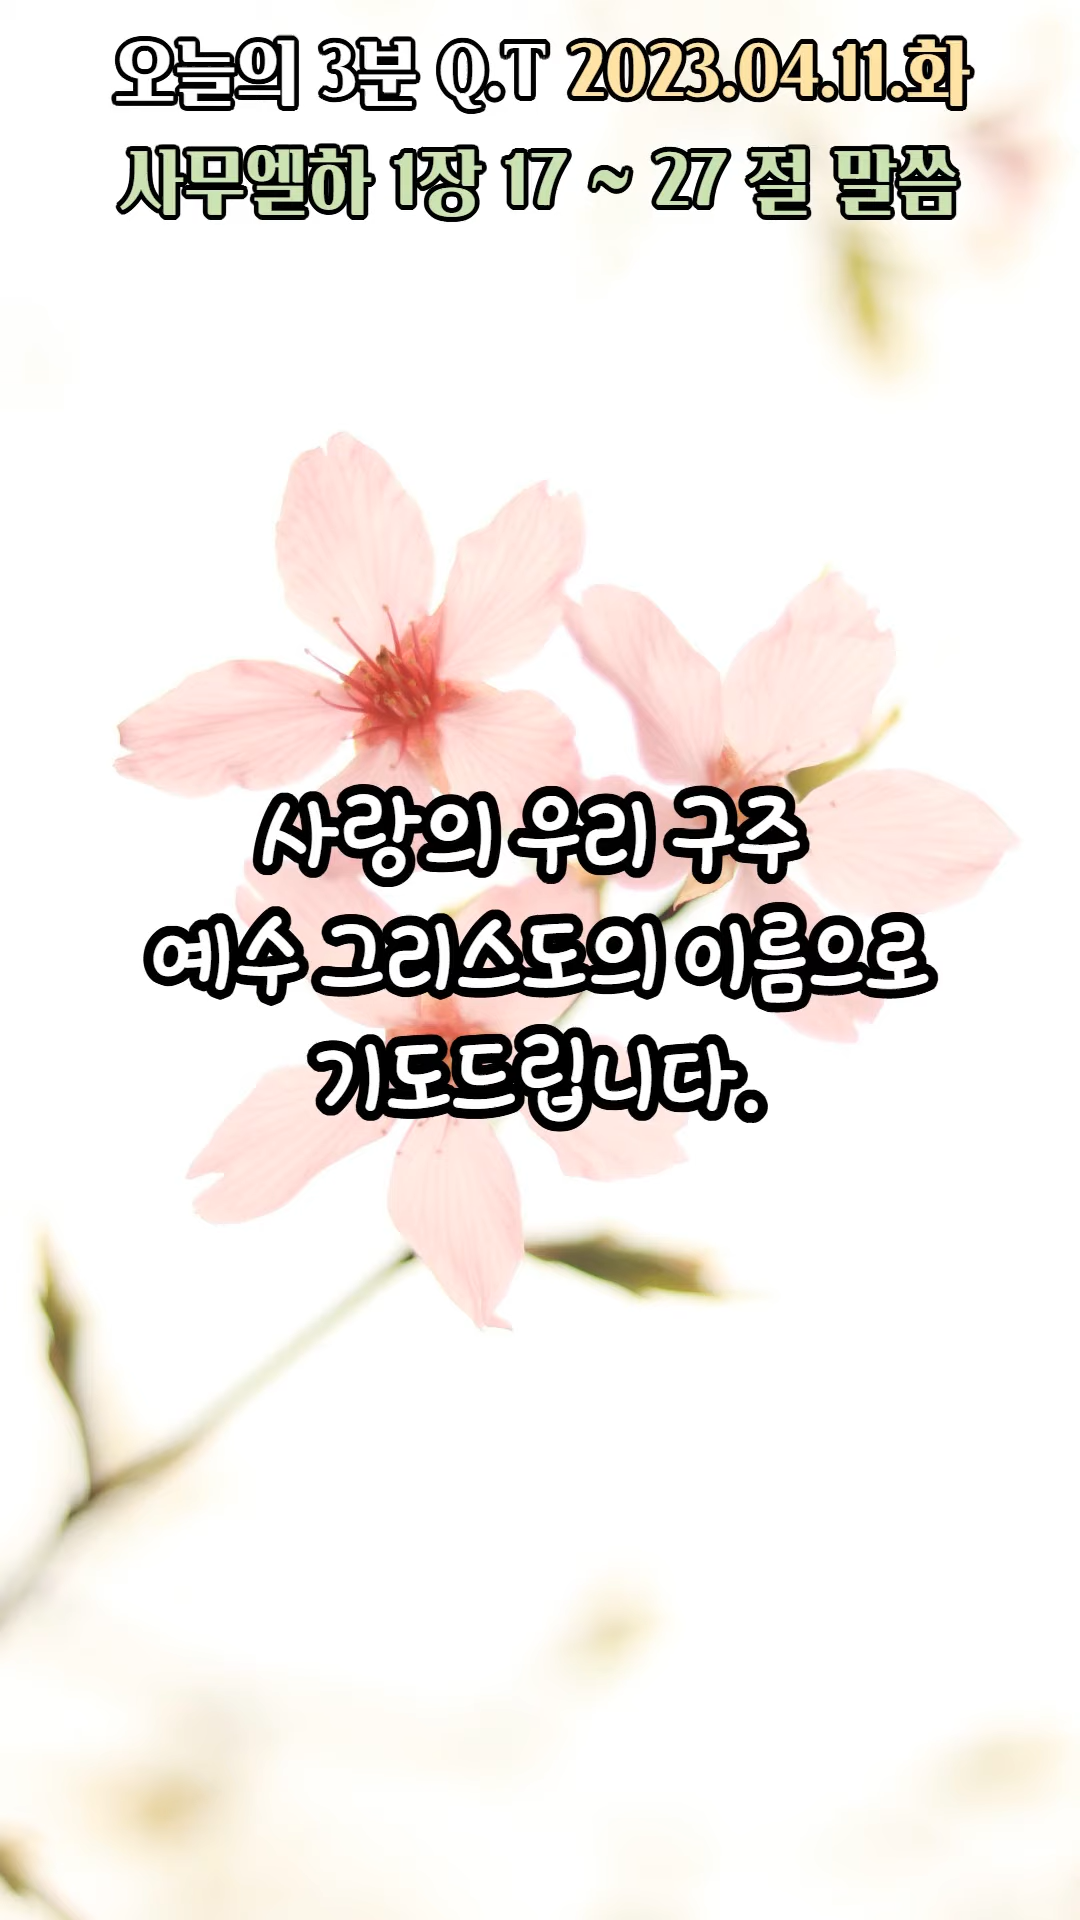 오늘의 3분 Q.T 2023.04.11.화
사무엘하 1장 17 ~ 27 절 말씀
사랑의 우리 구주
예수 그리스도의 이름으로
기도드립니다.